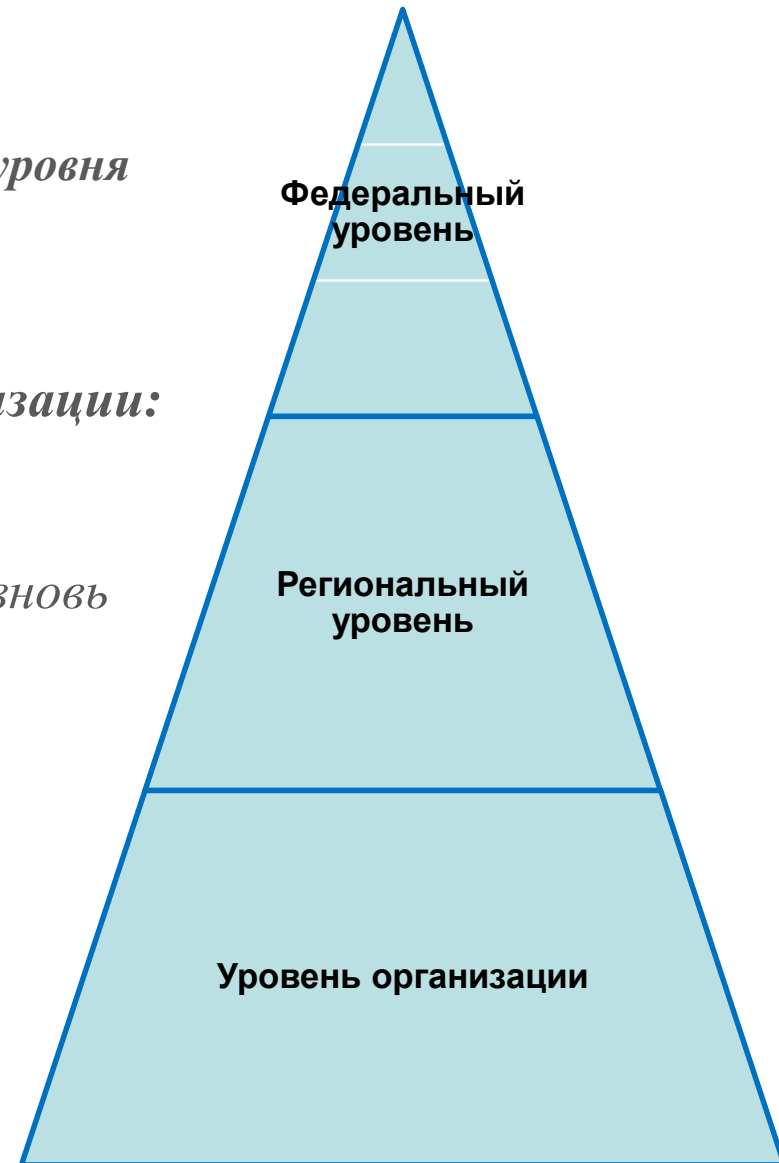 уровня
Федеральный
уровень
изации:
Региональный
вновь
уровень
Уровень организации